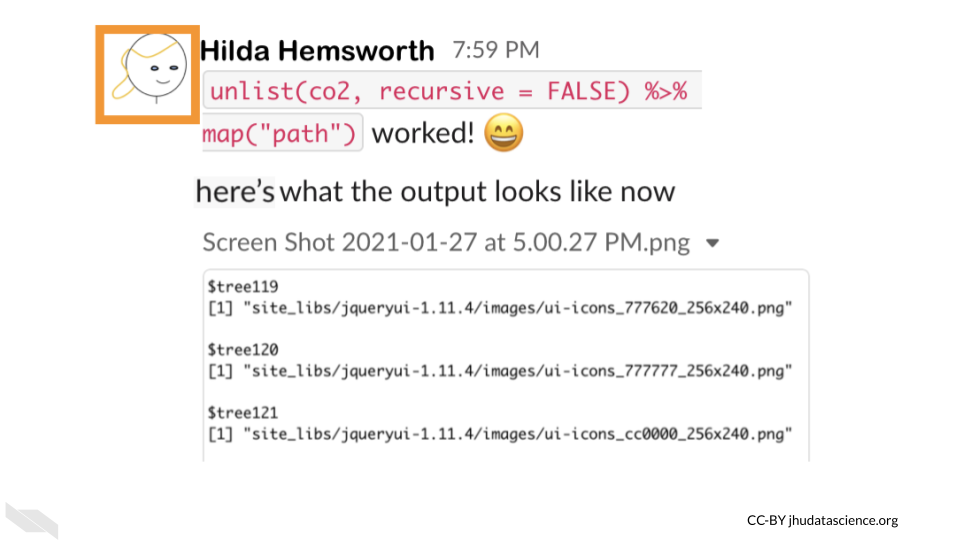 Hilda Hemsworth 7:59 PM
unlist(co2, recursive = FALSE) %>%
map("path") worked! 😄
here's what the output looks like now
Screen Shot 2021-01-27 at 5.00.27 PM.png
$tree119
[1] "site_libs/jqueryui-1.11.4/images/ui-icons_777620_256x240.png"
$tree120
[1] "site_libs/jqueryui-1.11.4/images/ui-icons_777777_256x240.png"
$tree121
[1] "site_libs/jqueryui-1.11.4/images/ui-icons_cc0000_256x240.png"
CC-BY jhudatascience.org